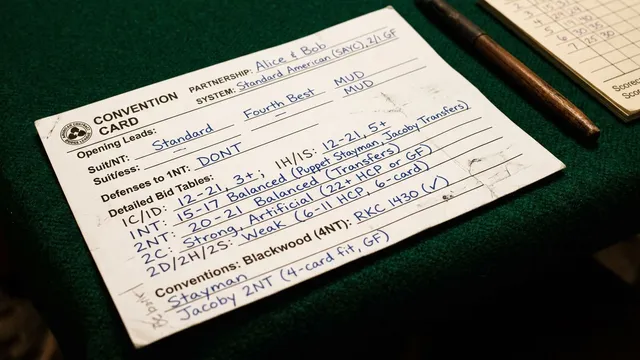 CONVENTION CARD
PARTNERSHIP: Alice & Bob
SYSTEM: Standard American (SAYC), 2/1 GF
Opening Leads: Standard Fourth Best MUD
Suit/NT: MUD
Suit/ess: DONT
Defenses to 1NT:
Detailed Bid Tables:
1C/1D: 12-21, 3+; 1H/1S: 12-21, 5+
1NT: 15-17 Balanced (Puppet Stayman, Jacoby Transfers)
2NT: 20-21 Balanced (Transfers)
2C: Strong, Artificial (22+ HCP or GF)
2D/2H/2S: Weak (6-11 HCP, 6-card)
Conventions: Blackwood (4NT): RKC 1430 (✓)
Stayman
Jacoby 2NT (4-card fit, GF)